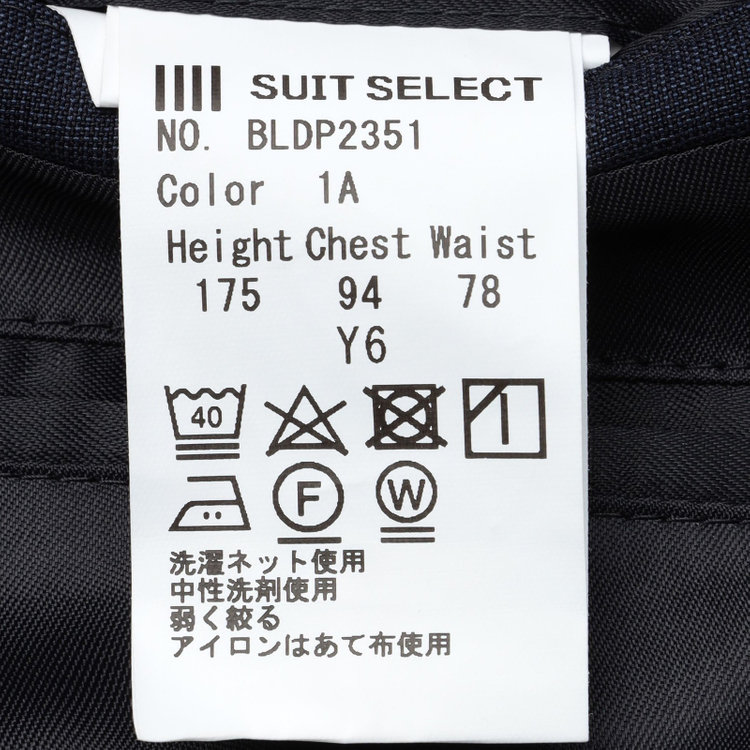 SUIT SELECT
NO. BLDP2351
Color 1A
Height Chest Waist
175 94 78
Y6
40
F W
洗濯ネット使用
中性洗剤使用
弱く絞る
アイロンはあて布使用